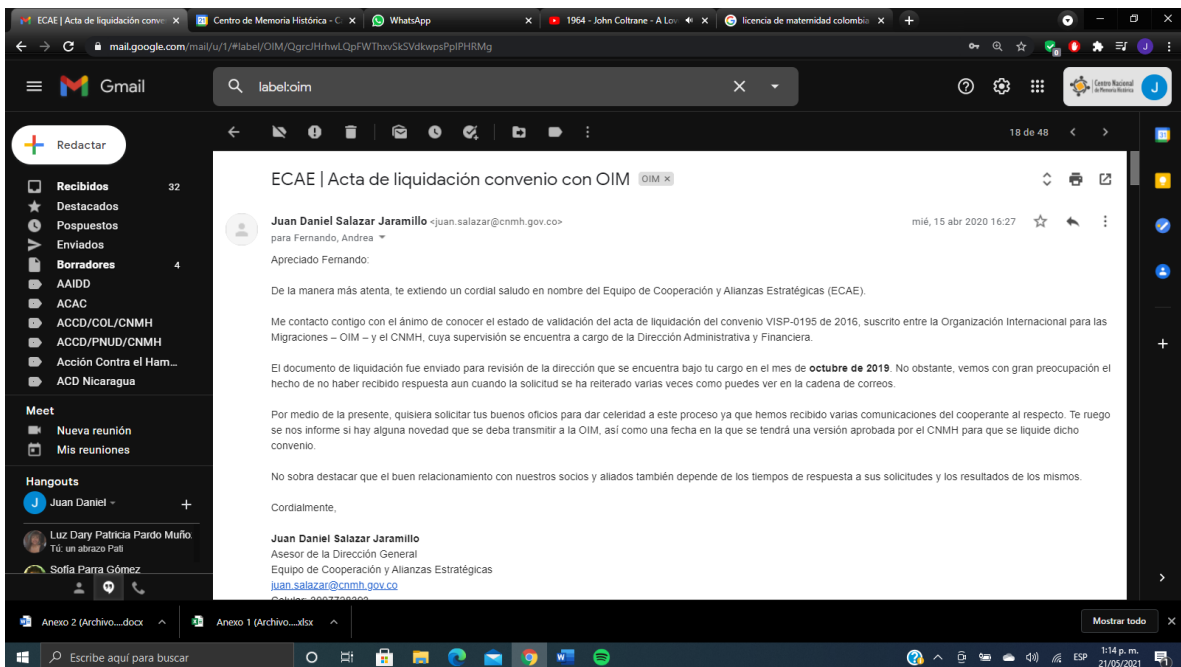 ECAE | Acta de liquidación conve
Centro de Memoria Histórica - C
WhatsApp
1964 - John Coltrane - A Lov
licencia de maternidad colombia
mail.google.com/mail/u/1/#label/OIM/QgrcJHrhwLQpFWThxvSkSVdkwpsPpIPHRMg
J
Gmail
label:oim
Centro Nacional
de Memoria Histórica
J
Redactar
18 de 48
Recibidos 32
Destacados
Pospuestos
Enviados
Borradores 4
AAIDD
ACAC
ACCD/COL/CNMH
ACCD/PNUD/CNMH
Acción Contra el Ham...
ACD Nicaragua
Meet
Nueva reunión
Mis reuniones
Hangouts
J Juan Daniel
Luz Dary Patricia Pardo Muño:
Tú: un abrazo Pati
Sofía Parra Gómez
ECAE | Acta de liquidación convenio con OIM OIM ×
Juan Daniel Salazar Jaramillo <juan.salazar@cnmh.gov.co> mié, 15 abr 2020 16:27
para Fernando, Andrea
Apreciado Fernando:
De la manera más atenta, te extiendo un cordial saludo en nombre del Equipo de Cooperación y Alianzas Estratégicas (ECAE).
Me contacto contigo con el ánimo de conocer el estado de validación del acta de liquidación del convenio VISP-0195 de 2016, suscrito entre la Organización Internacional para las
Migraciones – OIM – y el CNMH, cuya supervisión se encuentra a cargo de la Dirección Administrativa y Financiera.
El documento de liquidación fue enviado para revisión de la dirección que se encuentra bajo tu cargo en el mes de octubre de 2019. No obstante, vemos con gran preocupación el
hecho de no haber recibido respuesta aun cuando la solicitud se ha reiterado varias veces como puedes ver en la cadena de correos.
Por medio de la presente, quisiera solicitar tus buenos oficios para dar celeridad a este proceso ya que hemos recibido varias comunicaciones del cooperante al respecto. Te ruego
se nos informe si hay alguna novedad que se deba transmitir a la OIM, así como una fecha en la que se tendrá una versión aprobada por el CNMH para que se liquide dicho
convenio.
No sobra destacar que el buen relacionamiento con nuestros socios y aliados también depende de los tiempos de respuesta a sus solicitudes y los resultados de los mismos.
Cordialmente,
Juan Daniel Salazar Jaramillo
Asesor de la Dirección General
Equipo de Cooperación y Alianzas Estratégicas
juan.salazar@cnmh.gov.co
Anexo 2 (Archivo....docx
Anexo 1 (Archivo....xlsx
Mostrar todo
Escribe aquí para buscar
ESP
1:14 p. m.
21/05/2021